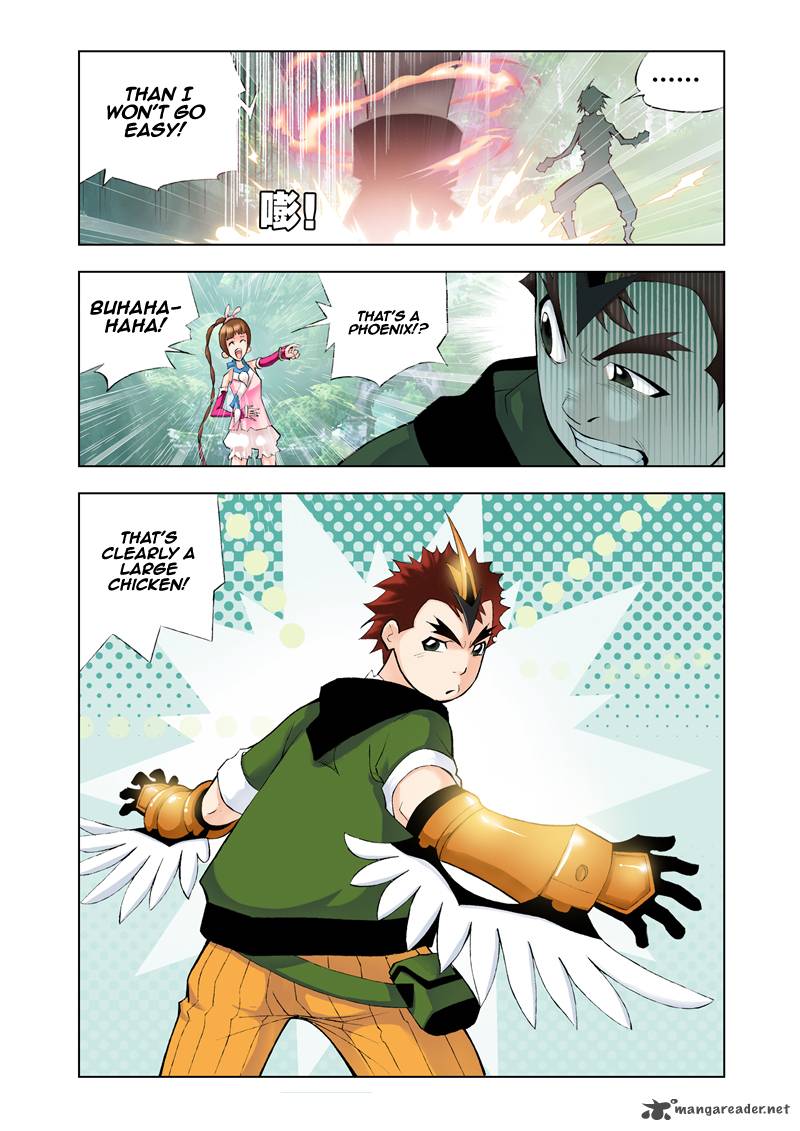 THAN I
WON'T GO
EASY!
......
嘭!
BUHAHA-
HAHA!
THAT'S A
PHOENIX!?
THAT'S
CLEARLY A
LARGE
CHICKEN!
mangareader.net